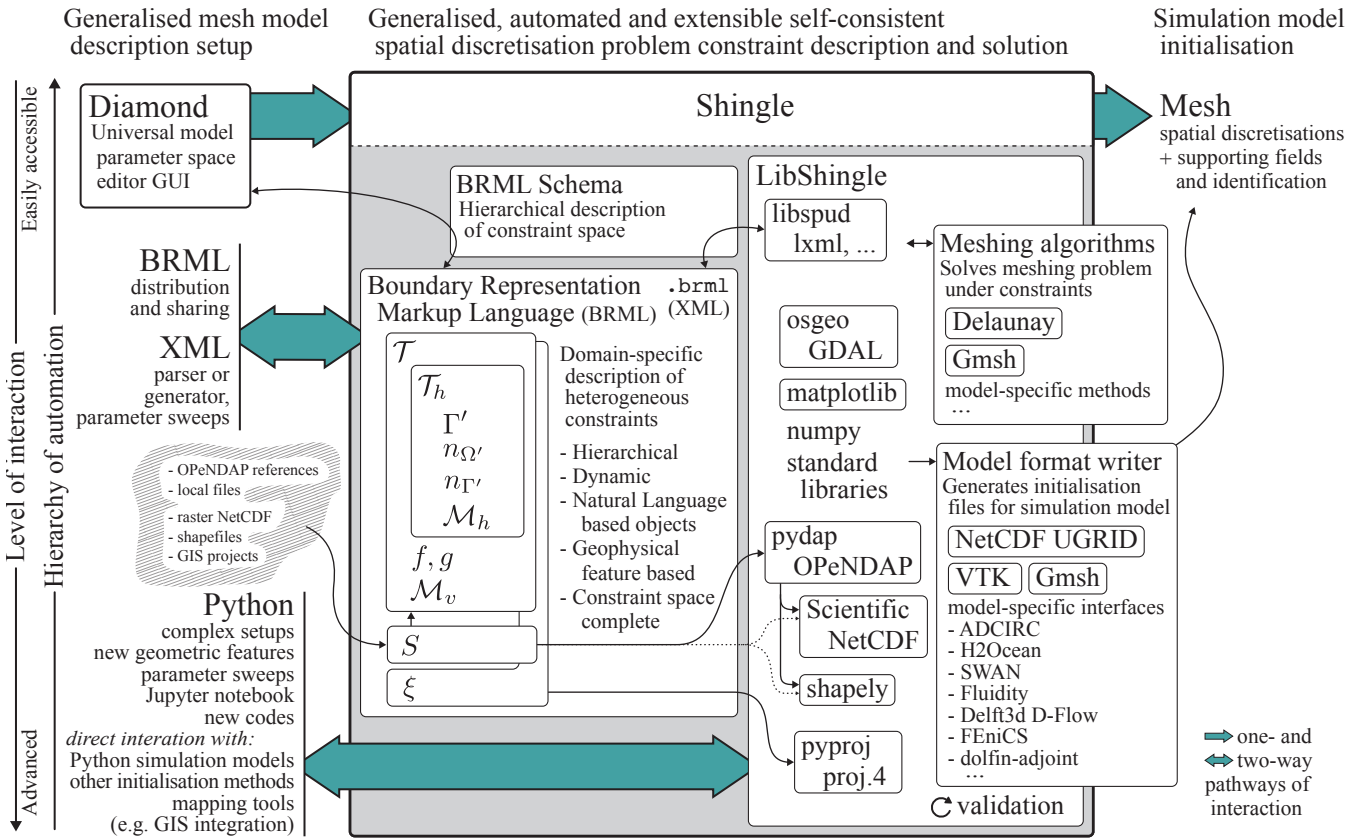 Generalised mesh model
description setup
Generalised, automated and extensible self-consistent
spatial discretisation problem constraint description and solution
Simulation model
initialisation
Level of interaction
Hierarchy of automation
Easily accessible
Advanced
Diamond
Universal model
parameter space
editor GUI
Shingle
Mesh
spatial discretisations
+ supporting fields
and identification
BRML Schema
Hierarchical description
of constraint space
LibShingle
libspud
lxml, ...
BRML
distribution
and sharing
XML
parser or
generator,
parameter sweeps
Boundary Representation
Markup Language (BRML)
.brml
(XML)
𝒯
𝒯h
Γ′
nΩ′
nΓ′
ℳh
f, g
ℳv
S
ξ
Domain-specific
description of
heterogeneous
constraints
- Hierarchical
- Dynamic
- Natural Language
based objects
- Geophysical
feature based
- Constraint space
complete
osgeo
GDAL
matplotlib
numpy
standard
libraries
pydap
OPeNDAP
Scientific
NetCDF
shapely
pyproj
proj.4
validation
Meshing algorithms
Solves meshing problem
under constraints
Delaunay
Gmsh
model-specific methods
...
Model format writer
Generates initialisation
files for simulation model
NetCDF UGRID
VTK
Gmsh
model-specific interfaces
- ADCIRC
- H2Ocean
- SWAN
- Fluidity
- Delft3d D-Flow
- FEniCS
- dolfin-adjoint
...
- OPeNDAP references
- local files
- raster NetCDF
- shapefiles
- GIS projects
Python
complex setups
new geometric features
parameter sweeps
Jupyter notebook
new codes
direct interation with:
Python simulation models
other initialisation methods
mapping tools
(e.g. GIS integration)
one- and
two-way
pathways of
interaction